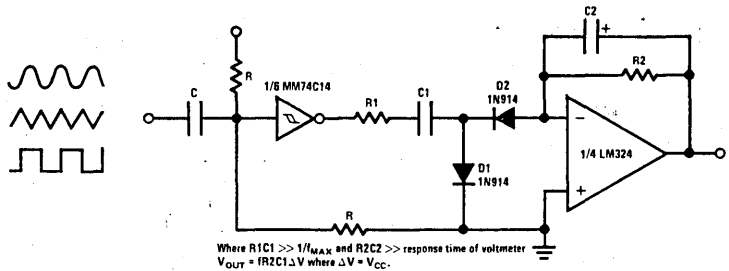 C2
+
R2
R
1/6 MM74C14
C
R1
C1
D2
1N914
−
1/4 LM324
D1
1N914
+
R
Where R1C1 >> 1/fMAX and R2C2 >> response time of voltmeter
VOUT = fR2C1ΔV where ΔV = VCC.